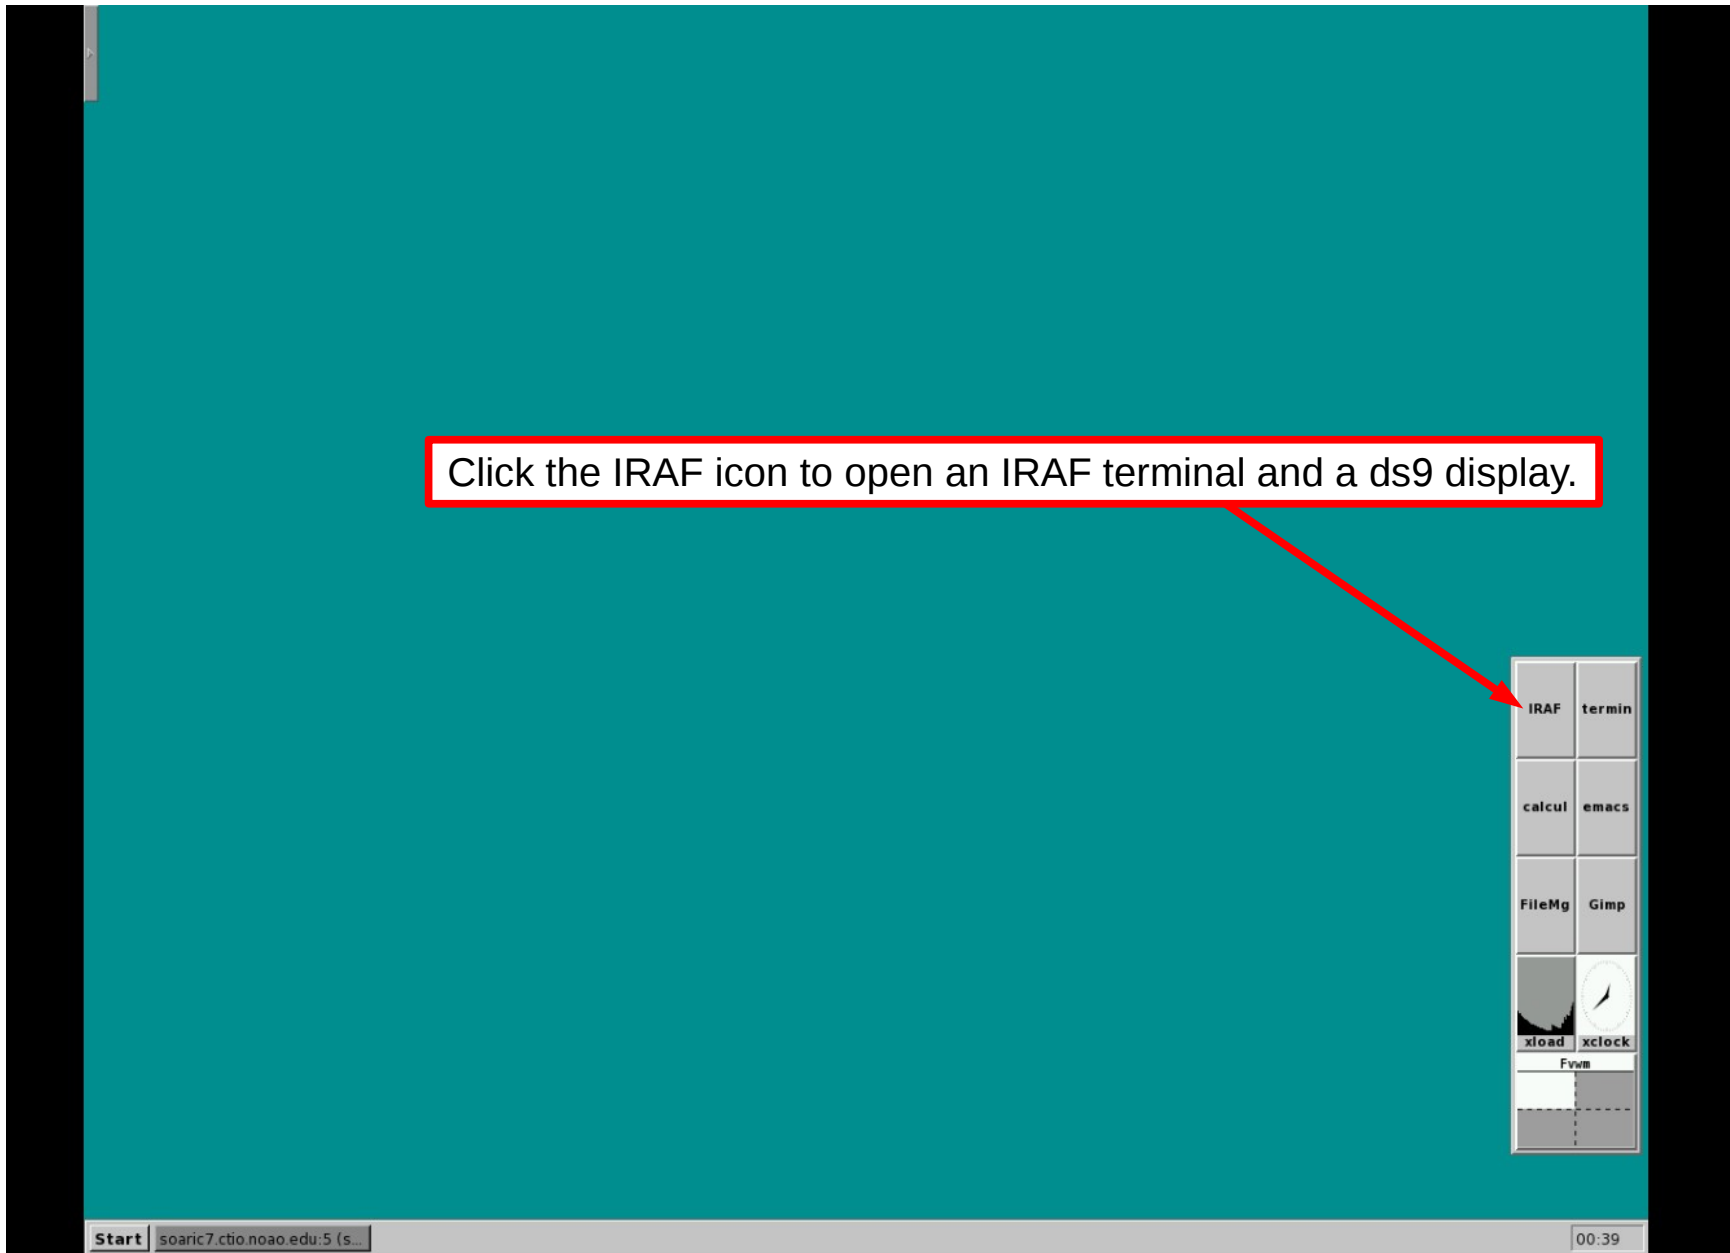 Click the IRAF icon to open an IRAF terminal and a ds9 display.
IRAF termin
calcul emacs
FileMg Gimp
xload xclock
Fvwm
Start soaric7.ctio.noao.edu:5 (s... 00:39